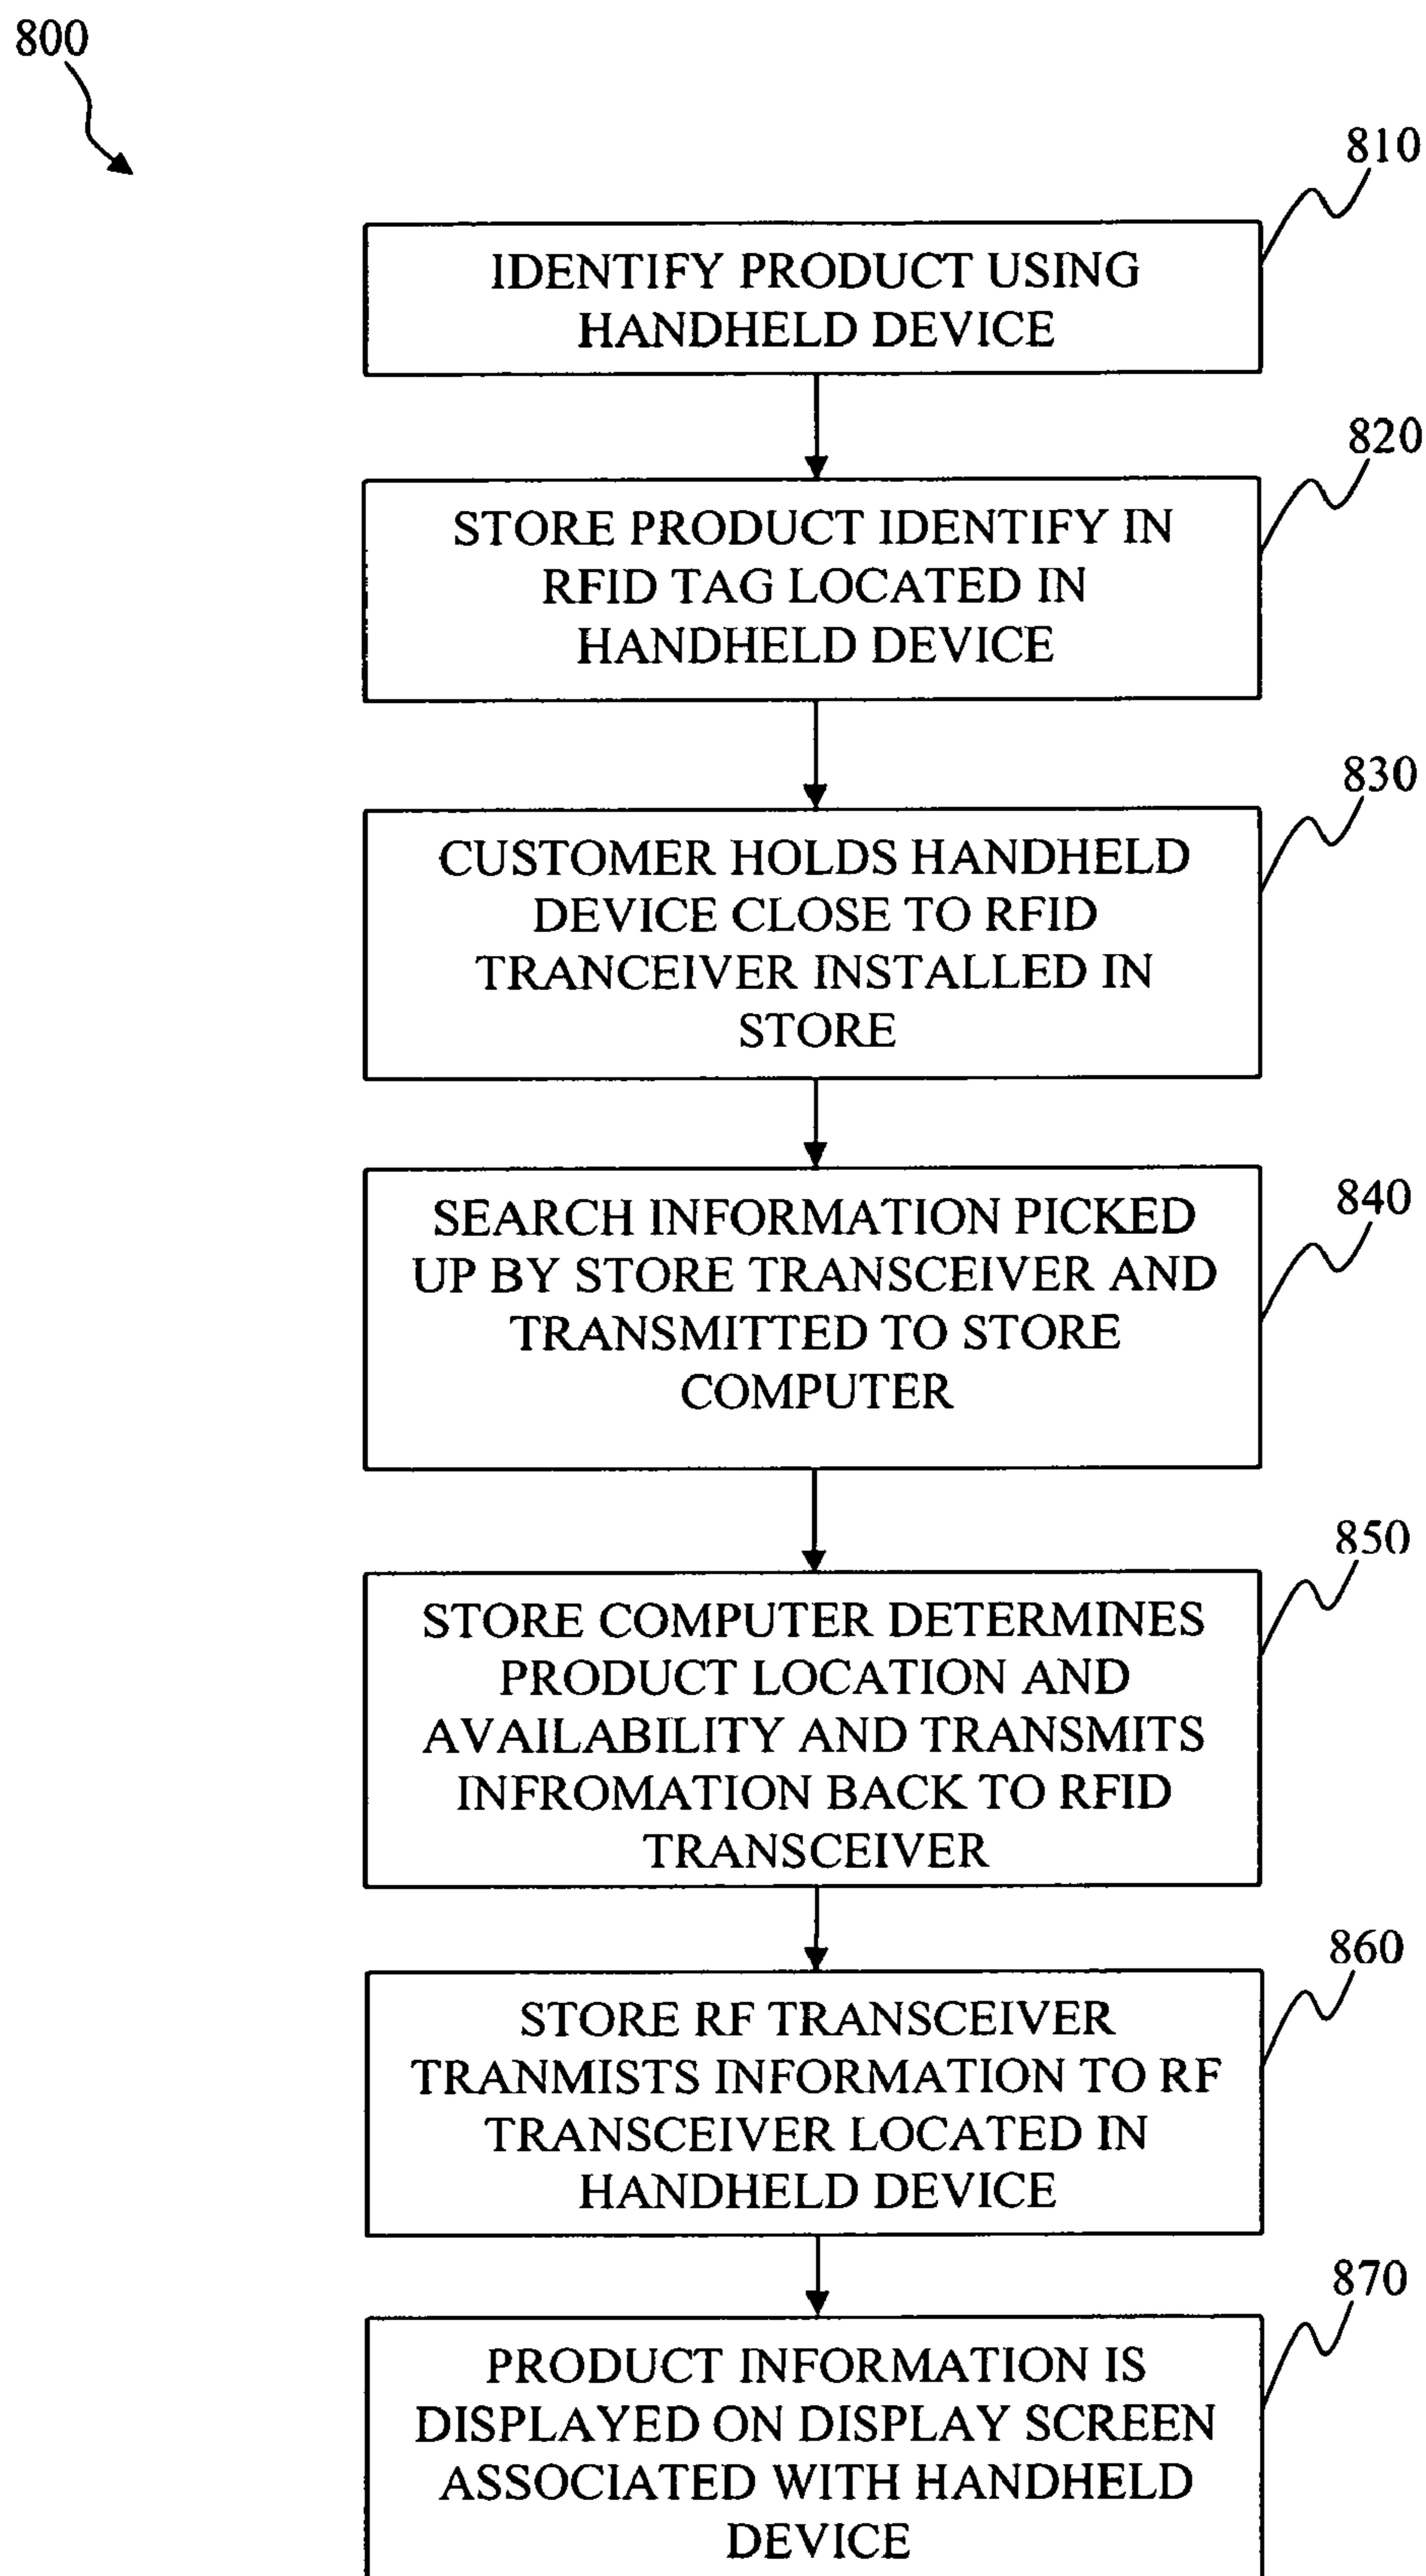 800
810
IDENTIFY PRODUCT USING
HANDHELD DEVICE
820
STORE PRODUCT IDENTIFY IN
RFID TAG LOCATED IN
HANDHELD DEVICE
830
CUSTOMER HOLDS HANDHELD
DEVICE CLOSE TO RFID
TRANCEIVER INSTALLED IN
STORE
840
SEARCH INFORMATION PICKED
UP BY STORE TRANSCEIVER AND
TRANSMITTED TO STORE
COMPUTER
850
STORE COMPUTER DETERMINES
PRODUCT LOCATION AND
AVAILABILITY AND TRANSMITS
INFROMATION BACK TO RFID
TRANSCEIVER
860
STORE RF TRANSCEIVER
TRANMISTS INFORMATION TO RF
TRANSCEIVER LOCATED IN
HANDHELD DEVICE
870
PRODUCT INFORMATION IS
DISPLAYED ON DISPLAY SCREEN
ASSOCIATED WITH HANDHELD
DEVICE